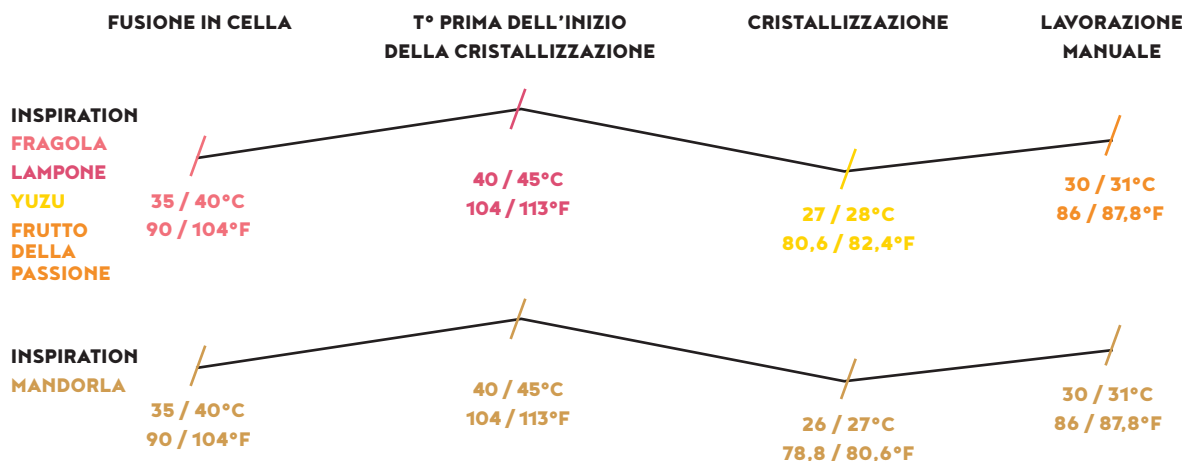 FUSIONE IN CELLA
T° PRIMA DELL'INIZIO
DELLA CRISTALLIZZAZIONE
CRISTALLIZZAZIONE
LAVORAZIONE
MANUALE
INSPIRATION
FRAGOLA
LAMPONE
YUZU
FRUTTO
DELLA
PASSIONE
35 / 40°C
90 / 104°F
40 / 45°C
104 / 113°F
27 / 28°C
80,6 / 82,4°F
30 / 31°C
86 / 87,8°F
INSPIRATION
MANDORLA
35 / 40°C
90 / 104°F
40 / 45°C
104 / 113°F
26 / 27°C
78,8 / 80,6°F
30 / 31°C
86 / 87,8°F